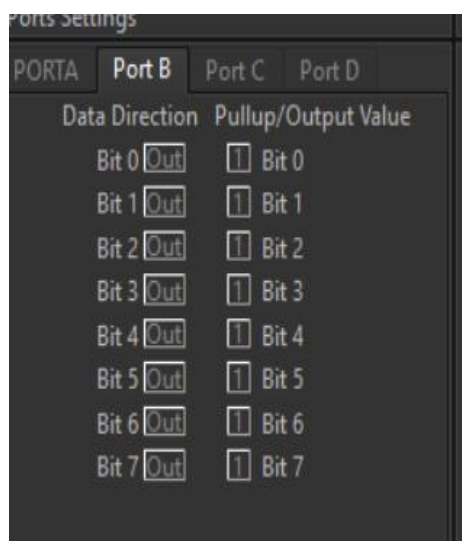 Ports Settings
PORTA Port B Port C Port D
Data Direction Pullup/Output Value
Bit 0 Out 1 Bit 0
Bit 1 Out 1 Bit 1
Bit 2 Out 1 Bit 2
Bit 3 Out 1 Bit 3
Bit 4 Out 1 Bit 4
Bit 5 Out 1 Bit 5
Bit 6 Out 1 Bit 6
Bit 7 Out 1 Bit 7